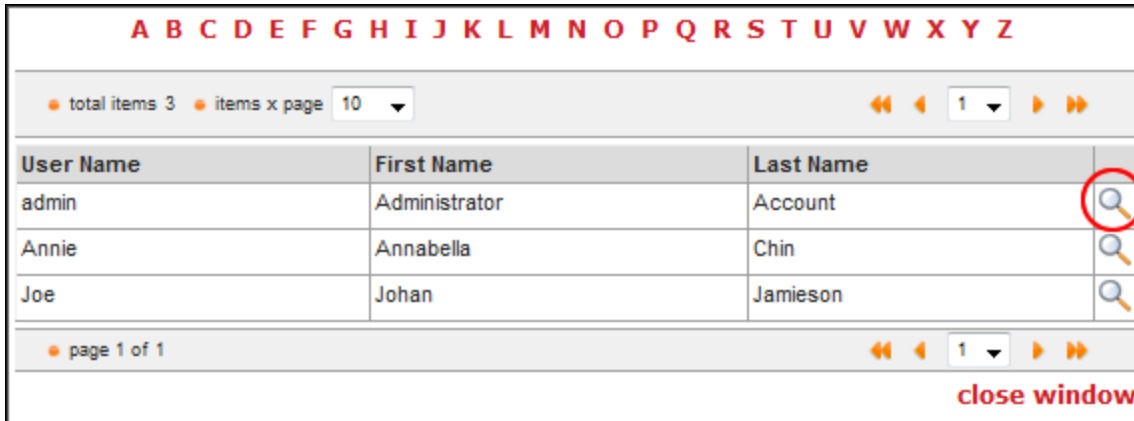 A B C D E F G H I J K L M N O P Q R S T U V W X Y Z
total items 3 items x page 10 1
User Name First Name Last Name
admin Administrator Account
Annie Annabella Chin
Joe Johan Jamieson
page 1 of 1 1
close window